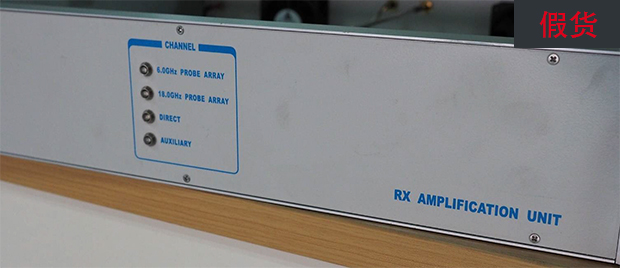 假货
CHANNEL
6.0GHz PROBE ARRAY
18.0GHz PROBE ARRAY
DIRECT
AUXILIARY
RX AMPLIFICATION UNIT